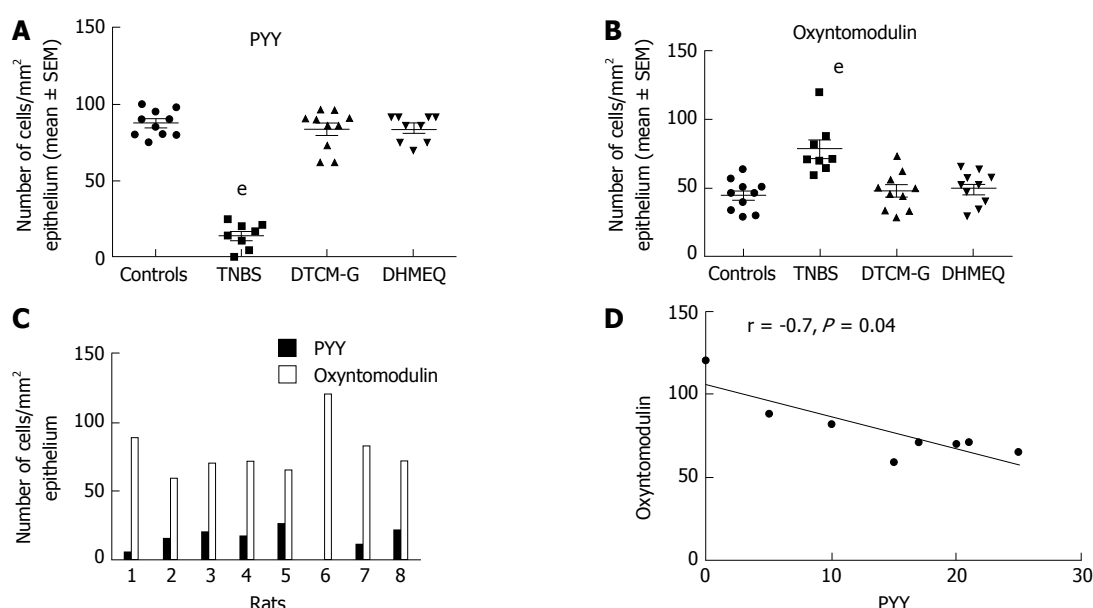 A
PYY
Number of cells/mm²
epithelium (mean ± SEM)
150
100
50
0
e
Controls TNBS DTCM-G DHMEQ
B
Oxyntomodulin
Number of cells/mm²
epithelium (mean ± SEM)
150
100
50
0
e
Controls TNBS DTCM-G DHMEQ
C
PYY
Oxyntomodulin
Number of cells/mm²
epithelium
150
100
50
0
1 2 3 4 5 6 7 8
Rats
D
r = -0.7, P = 0.04
Oxyntomodulin
150
100
50
0
0 10 20 30
PYY